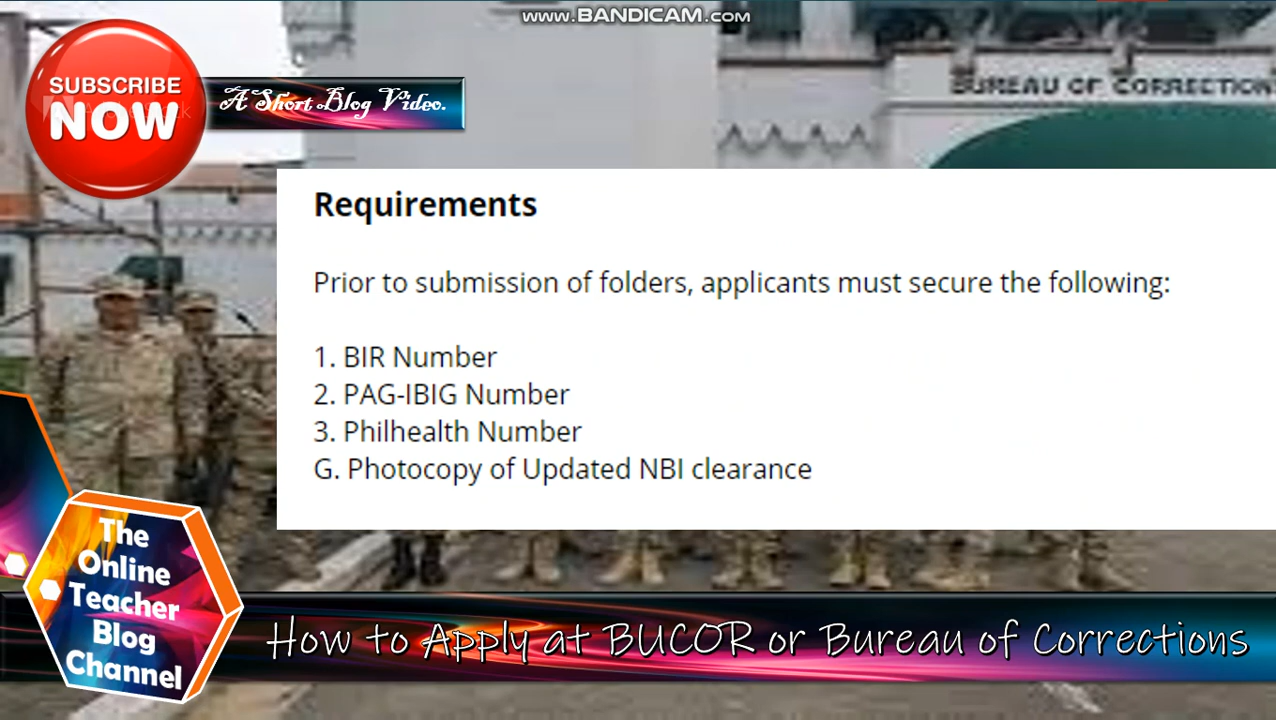 www.BANDICAM.com
SUBSCRIBE
NOW
A Short Blog Video.
BUREAU OF CORRECTION
Requirements
Prior to submission of folders, applicants must secure the following:
1. BIR Number
2. PAG-IBIG Number
3. Philhealth Number
G. Photocopy of Updated NBI clearance
The
Online
Teacher
Blog
Channel
How to Apply at BUCOR or Bureau of Corrections